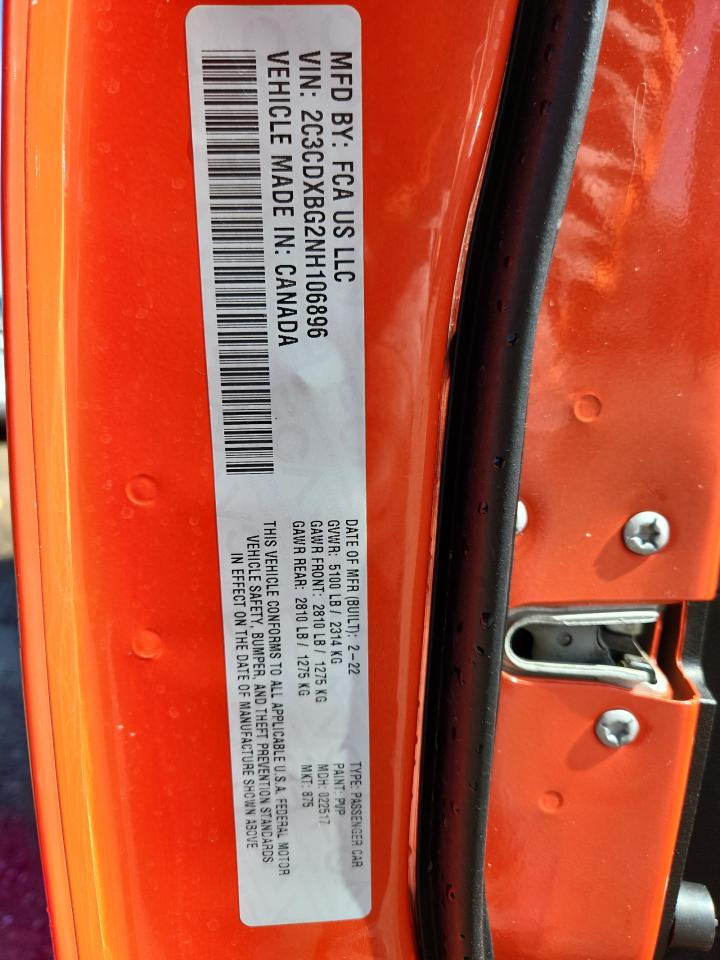 MFD BY: FCA US LLC
VIN: 2C3CDXBG2NH106896
VEHICLE MADE IN: CANADA
DATE OF MFR (BUILT): 2-22
GVWR: 5100 LB / 2314 KG
GAWR FRONT: 2810 LB / 1275 KG
GAWR REAR: 2810 LB / 1275 KG
TYPE: PASSENGER CAR
PAINT: PVP
MDH: 022517
MKT: 875
THIS VEHICLE CONFORMS TO ALL APPLICABLE U.S.A. FEDERAL MOTOR
VEHICLE SAFETY, BUMPER, AND THEFT PREVENTION STANDARDS
IN EFFECT ON THE DATE OF MANUFACTURE SHOWN ABOVE